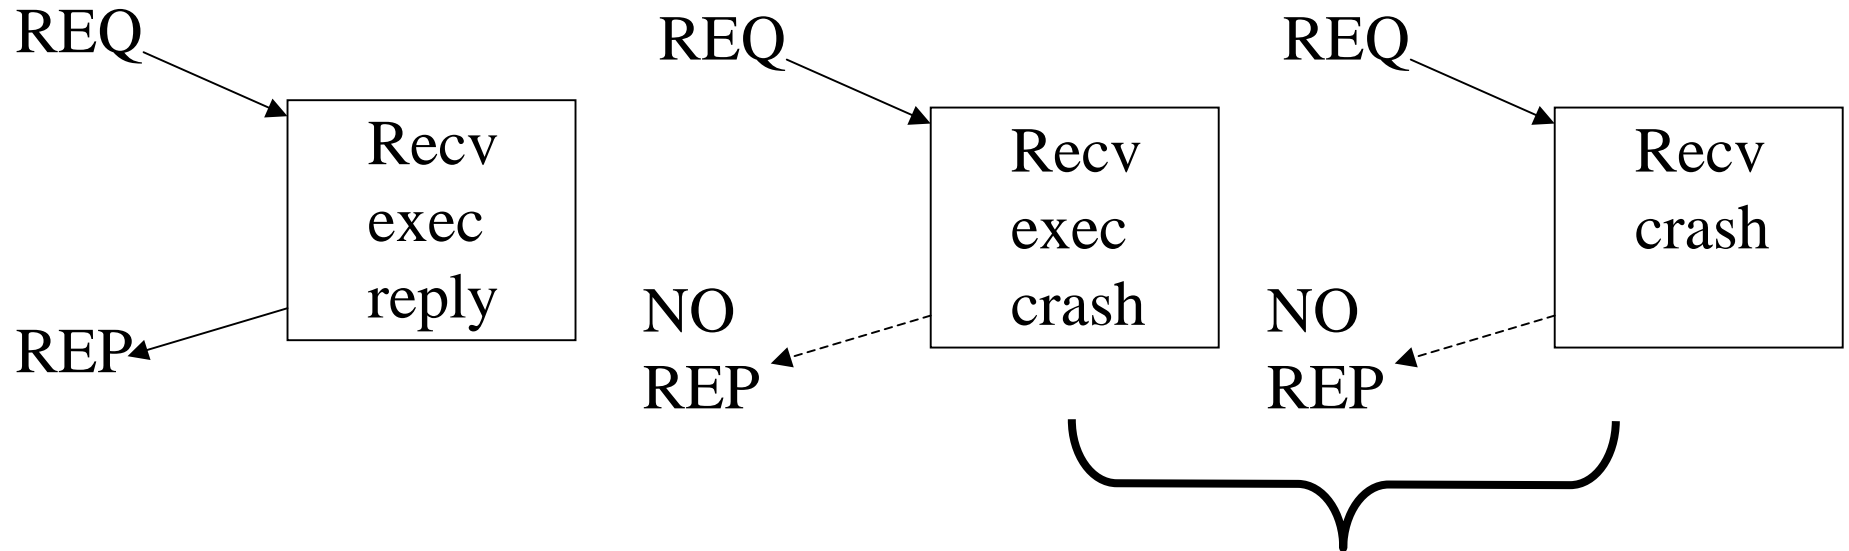 REQ
Recv
exec
reply
REP
REQ
Recv
exec
crash
NO
REP
REQ
Recv
crash
NO
REP